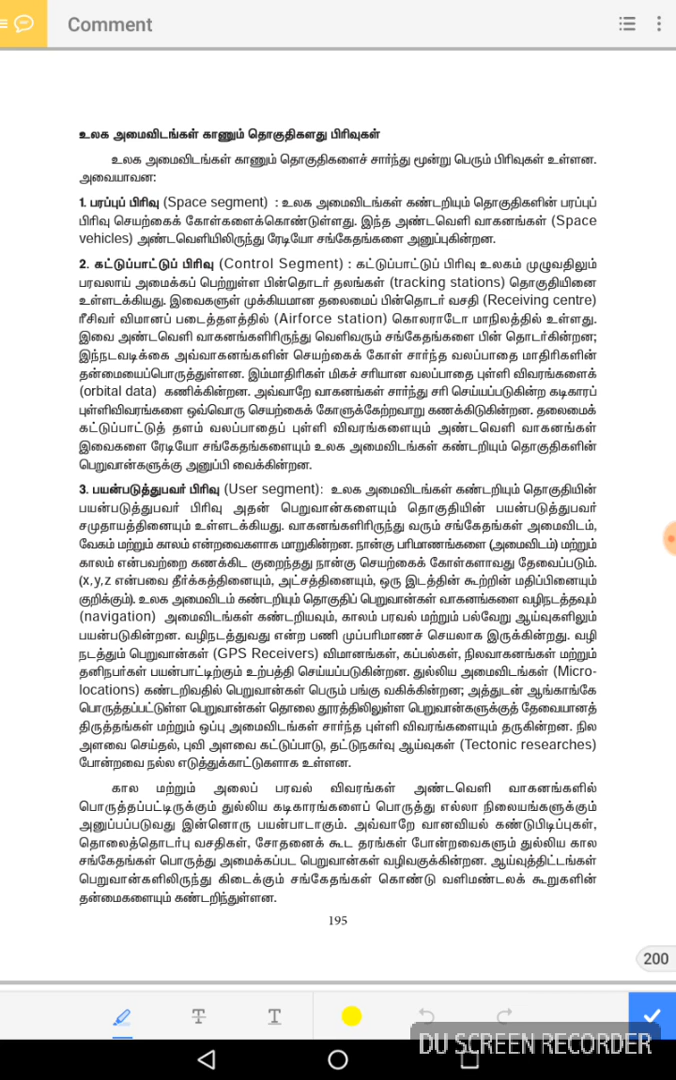 Comment
உலக அமைவிடங்கள் காணும் தொகுதிகளது பிரிவுகள்
உலக அமைவிடங்கள் காணும் தொகுதிகளைச் சார்ந்து மூன்று பெரும் பிரிவுகள் உள்ளன.
அவையாவன:
1. பரப்புப் பிரிவு (Space segment) : உலக அமைவிடங்கள் கண்டறியும் தொகுதிகளின் பரப்புப்
பிரிவு செயற்கைக் கோள்களைக்கொண்டுள்ளது. இந்த அண்டவெளி வாகனங்கள் (Space
vehicles) அண்டவெளியிலிருந்து ரேடியோ சங்கேதங்களை அனுப்புகின்றன.
2. கட்டுப்பாட்டுப் பிரிவு (Control Segment) : கட்டுப்பாட்டுப் பிரிவு உலகம் முழுவதிலும்
பரவலாய் அமைக்கப் பெற்றுள்ள பின்தொடர் தலங்கள் (tracking stations) தொகுதியினை
உள்ளடக்கியது. இவைகளுள் முக்கியமான தலைமைப் பின்தொடர் வசதி (Receiving centre)
ரீசிவர் விமானப் படைத்தளத்தில் (Airforce station) கொலராடோ மாநிலத்தில் உள்ளது.
இவை அண்டவெளி வாகனங்களிரிருந்து வெளிவரும் சங்கேதங்களை பின் தொடர்கின்றன;
இந்நடவடிக்கை அவ்வாகனங்களின் செயற்கைக் கோள் சார்ந்த வலப்பாதை மாதிரிகளின்
தன்மையைப்பொருத்துள்ளன. இம்மாதிரிகள் மிகச் சரியான வலப்பாதை புள்ளி விவரங்களைக்
(orbital data) கணிக்கின்றன. அவ்வாறே வாகனங்கள் சார்ந்து சரி செய்யப்படுகின்ற கடிகாரப்
புள்ளிவிவரங்களை ஒவ்வொரு செயற்கைக் கோளுக்கேற்றவாறு கணக்கிடுகின்றன. தலைமைக்
கட்டுப்பாட்டுத் தளம் வலப்பாதைப் புள்ளி விவரங்களையும் அண்டவெளி வாகனங்கள்
இவைகளை ரேடியோ சங்கேதங்களையும் உலக அமைவிடங்கள் கண்டறியும் தொகுதிகளின்
பெறுவான்களுக்கு அனுப்பி வைக்கின்றன.
3. பயன்படுத்துபவர் பிரிவு (User segment): உலக அமைவிடங்கள் கண்டறியும் தொகுதியின்
பயன்படுத்துபவர் பிரிவு அதன் பெறுவான்களையும் தொகுதியின் பயன்படுத்துபவர்
சமுதாயத்தினையும் உள்ளடக்கியது. வாகனங்களிரிருந்து வரும் சங்கேதங்கள் அமைவிடம்,
வேகம் மற்றும் காலம் என்றவைகளாக மாறுகின்றன. நான்கு பரிமாணங்களை (அமைவிடம்) மற்றும்
காலம் என்பவற்றை கணக்கிட குறைந்தது நான்கு செயற்கைக் கோள்களாவது தேவைப்படும்.
(x,y,z என்பவை தீர்க்கத்தினையும், அட்சத்தினையும், ஒரு இடத்தின் கூற்றின் மதிப்பினையும்
குறிக்கும்). உலக அமைவிடம் கண்டறியும் தொகுதிப் பெறுவான்கள் வாகனங்களை வழிநடத்தவும்
(navigation) அமைவிடங்கள் கண்டறியவும், காலம் பரவல் மற்றும் பல்வேறு ஆய்வுகளிலும்
பயன்படுகின்றன. வழிநடத்துவது என்ற பணி முப்பரிமாணச் செயலாக இருக்கின்றது. வழி
நடத்தும் பெறுவான்கள் (GPS Receivers) விமானங்கள், கப்பல்கள், நிலவாகனங்கள் மற்றும்
தனிநபர்கள் பயன்பாட்டிற்கும் உற்பத்தி செய்யப்படுகின்றன. துல்லிய அமைவிடங்கள் (Micro-
locations) கண்டறிவதில் பெறுவான்கள் பெரும் பங்கு வகிக்கின்றன; அத்துடன் ஆங்காங்கே
பொருத்தப்பட்டுள்ள பெறுவான்கள் தொலை தூரத்திலிலுள்ள பெறுவான்களுக்குத் தேவையானத்
திருத்தங்கள் மற்றும் ஒப்பு அமைவிடங்கள் சார்ந்த புள்ளி விவரங்களையும் தருகின்றன. நில
அளவை செய்தல், புவி அளவை கட்டுப்பாடு, தட்டுநகர்வு ஆய்வுகள் (Tectonic researches)
போன்றவை நல்ல எடுத்துக்காட்டுகளாக உள்ளன.
கால மற்றும் அலைப் பரவல் விவரங்கள் அண்டவெளி வாகனங்களில்
பொருத்தப்பட்டிருக்கும் துல்லிய கடிகாரங்களைப் பொருத்து எல்லா நிலையங்களுக்கும்
அனுப்பப்படுவது இன்னொரு பயன்பாடாகும். அவ்வாறே வானவியல் கண்டுபிடிப்புகள்,
தொலைத்தொடர்பு வசதிகள், சோதனைக் கூட தரங்கள் போன்றவைகளும் துல்லிய கால
சங்கேதங்கள் பொருத்து அமைக்கப்பட பெறுவான்கள் வழிவகுக்கின்றன. ஆய்வுத்திட்டங்கள்
பெறுவான்களிலிருந்து கிடைக்கும் சங்கேதங்கள் கொண்டு வளிமண்டலக் கூறுகளின்
தன்மைகளையும் கண்டறிந்துள்ளன.
195
200
T T
DU SCREEN RECORDER